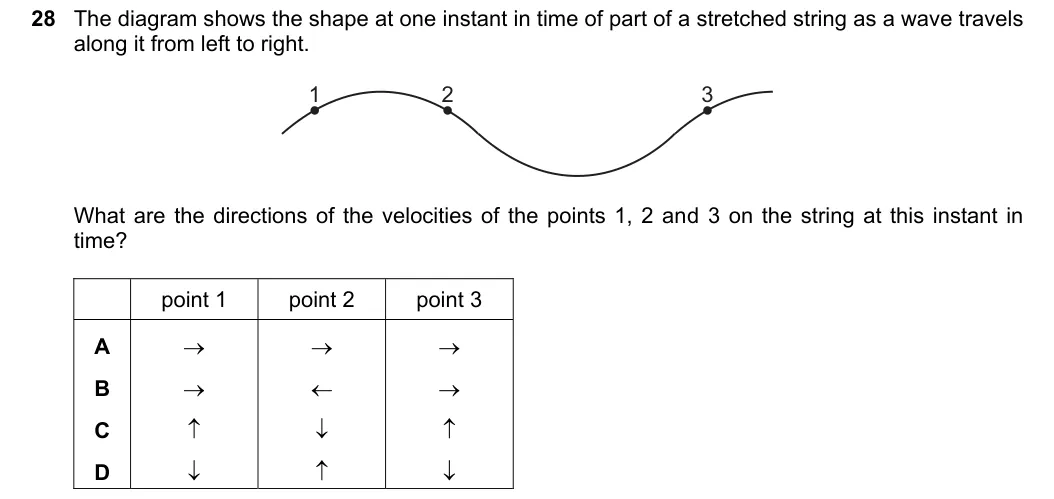 28 The diagram shows the shape at one instant in time of part of a stretched string as a wave travels
along it from left to right.
1 2 3
What are the directions of the velocities of the points 1, 2 and 3 on the string at this instant in
time?
point 1 point 2 point 3
A → → →
B → ← →
C ↑ ↓ ↑
D ↓ ↑ ↓